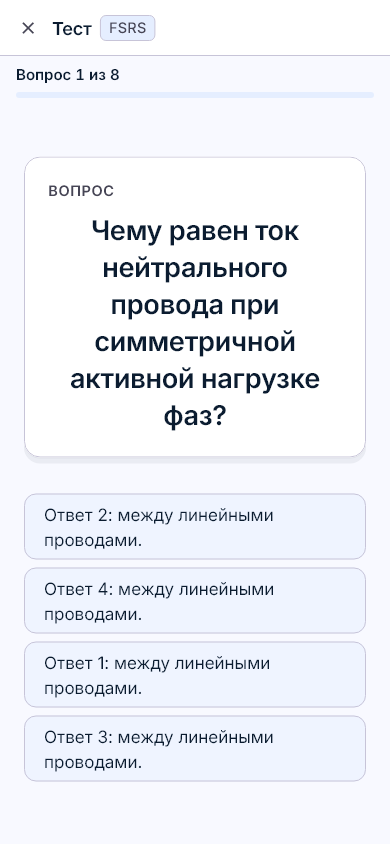 Тест FSRS
Вопрос 1 из 8
ВОПРОС
Чему равен ток
нейтрального
провода при
симметричной
активной нагрузке
фаз?
Ответ 2: между линейными
проводами.
Ответ 4: между линейными
проводами.
Ответ 1: между линейными
проводами.
Ответ 3: между линейными
проводами.